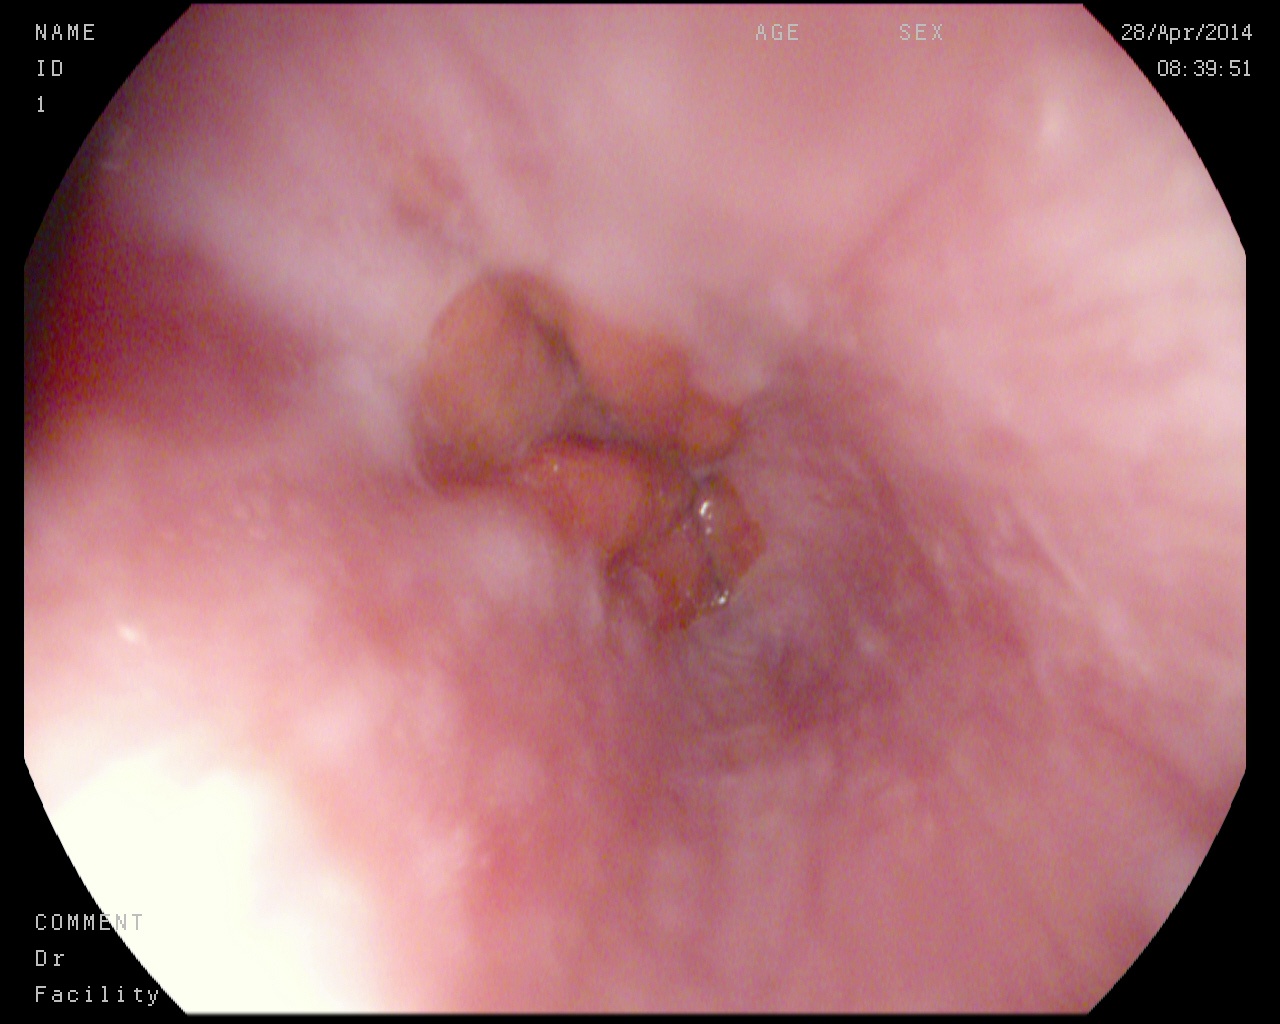 NAME
AGE
SEX
28/Apr/2014
ID
08:39:51
1
COMMENT
Dr
Facility